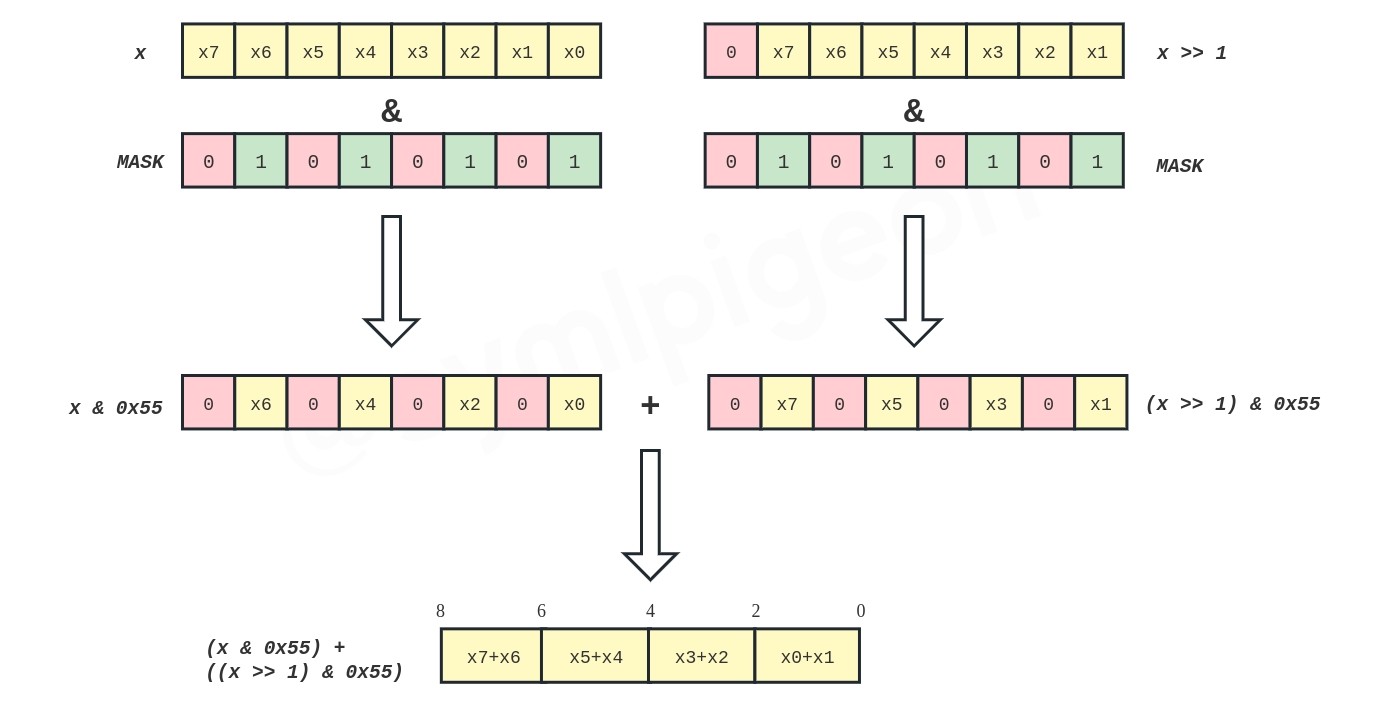 x x7 x6 x5 x4 x3 x2 x1 x0 0 x7 x6 x5 x4 x3 x2 x1 x >> 1
& &
MASK 0 1 0 1 0 1 0 1 0 1 0 1 0 1 0 1 MASK
x & 0x55 0 x6 0 x4 0 x2 0 x0 + 0 x7 0 x5 0 x3 0 x1 (x >> 1) & 0x55
8 6 4 2 0
(x & 0x55) +
((x >> 1) & 0x55)
x7+x6 x5+x4 x3+x2 x0+x1